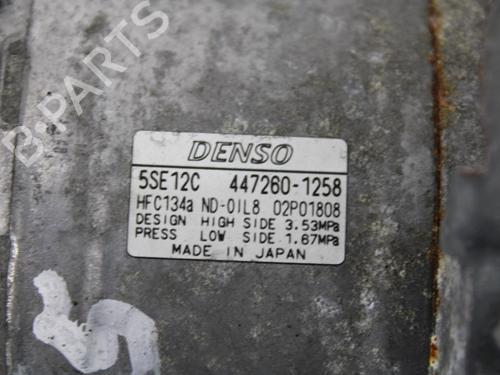 DENSO
5SE12C 447260-1258
HFC134a ND-OIL8 02P01808
DESIGN HIGH SIDE 3.53MPa
PRESS LOW SIDE 1.67MPa
MADE IN JAPAN
B-PARTS